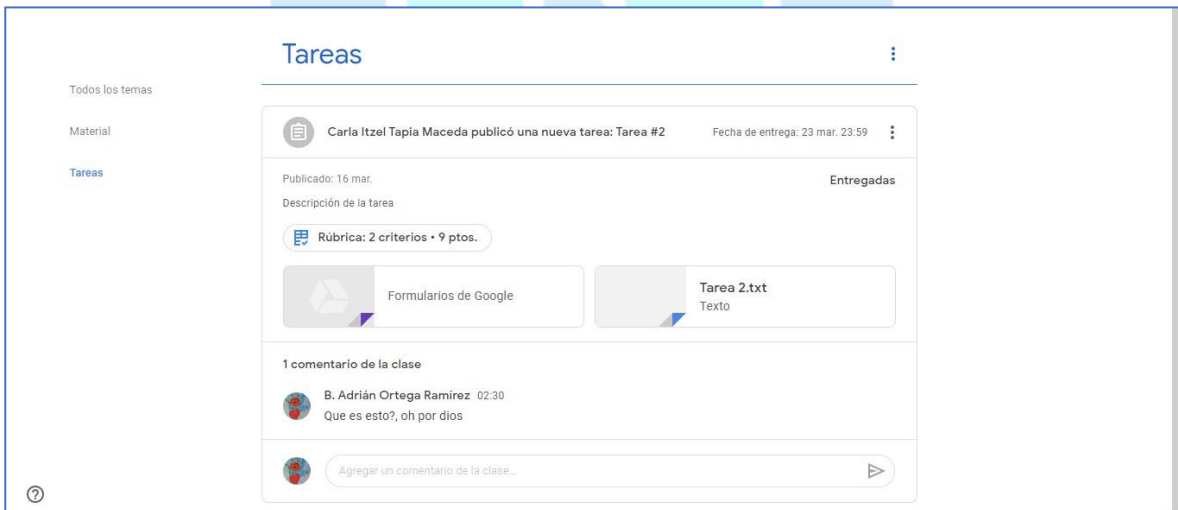 Tareas
Todos los temas
Material
Tareas
Carla Itzel Tapia Maceda publicó una nueva tarea: Tarea #2
Fecha de entrega: 23 mar. 23:59
Publicado: 16 mar.
Entregadas
Descripción de la tarea
Rúbrica: 2 criterios • 9 ptos.
Formularios de Google
Tarea 2.txt
Texto
1 comentario de la clase
B. Adrián Ortega Ramírez 02:30
Que es esto?, oh por dios
Agregar un comentario de la clase...